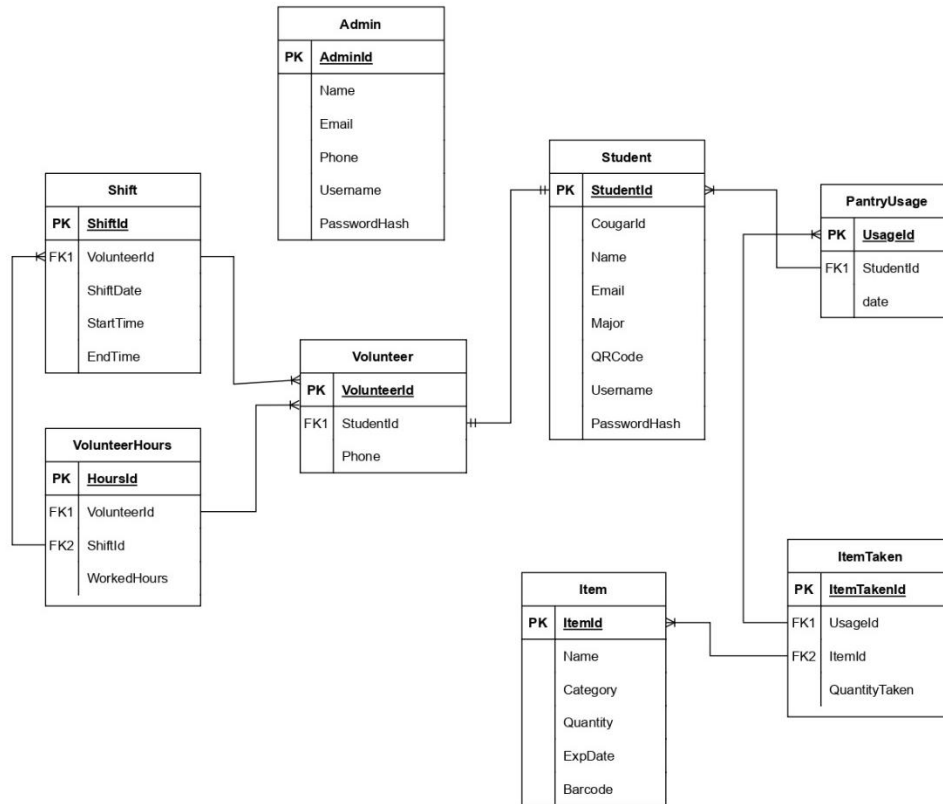 Admin
PK AdminId
Name
Email
Phone
Username
PasswordHash
Student
PK StudentId
CougarId
Name
Email
Major
QRCode
Username
PasswordHash
Shift
PK ShiftId
FK1 VolunteerId
ShiftDate
StartTime
EndTime
PantryUsage
PK UsageId
FK1 StudentId
date
Volunteer
PK VolunteerId
FK1 StudentId
Phone
VolunteerHours
PK HoursId
FK1 VolunteerId
FK2 ShiftId
WorkedHours
Item
PK ItemId
Name
Category
Quantity
ExpDate
Barcode
ItemTaken
PK ItemTakenId
FK1 UsageId
FK2 ItemId
QuantityTaken